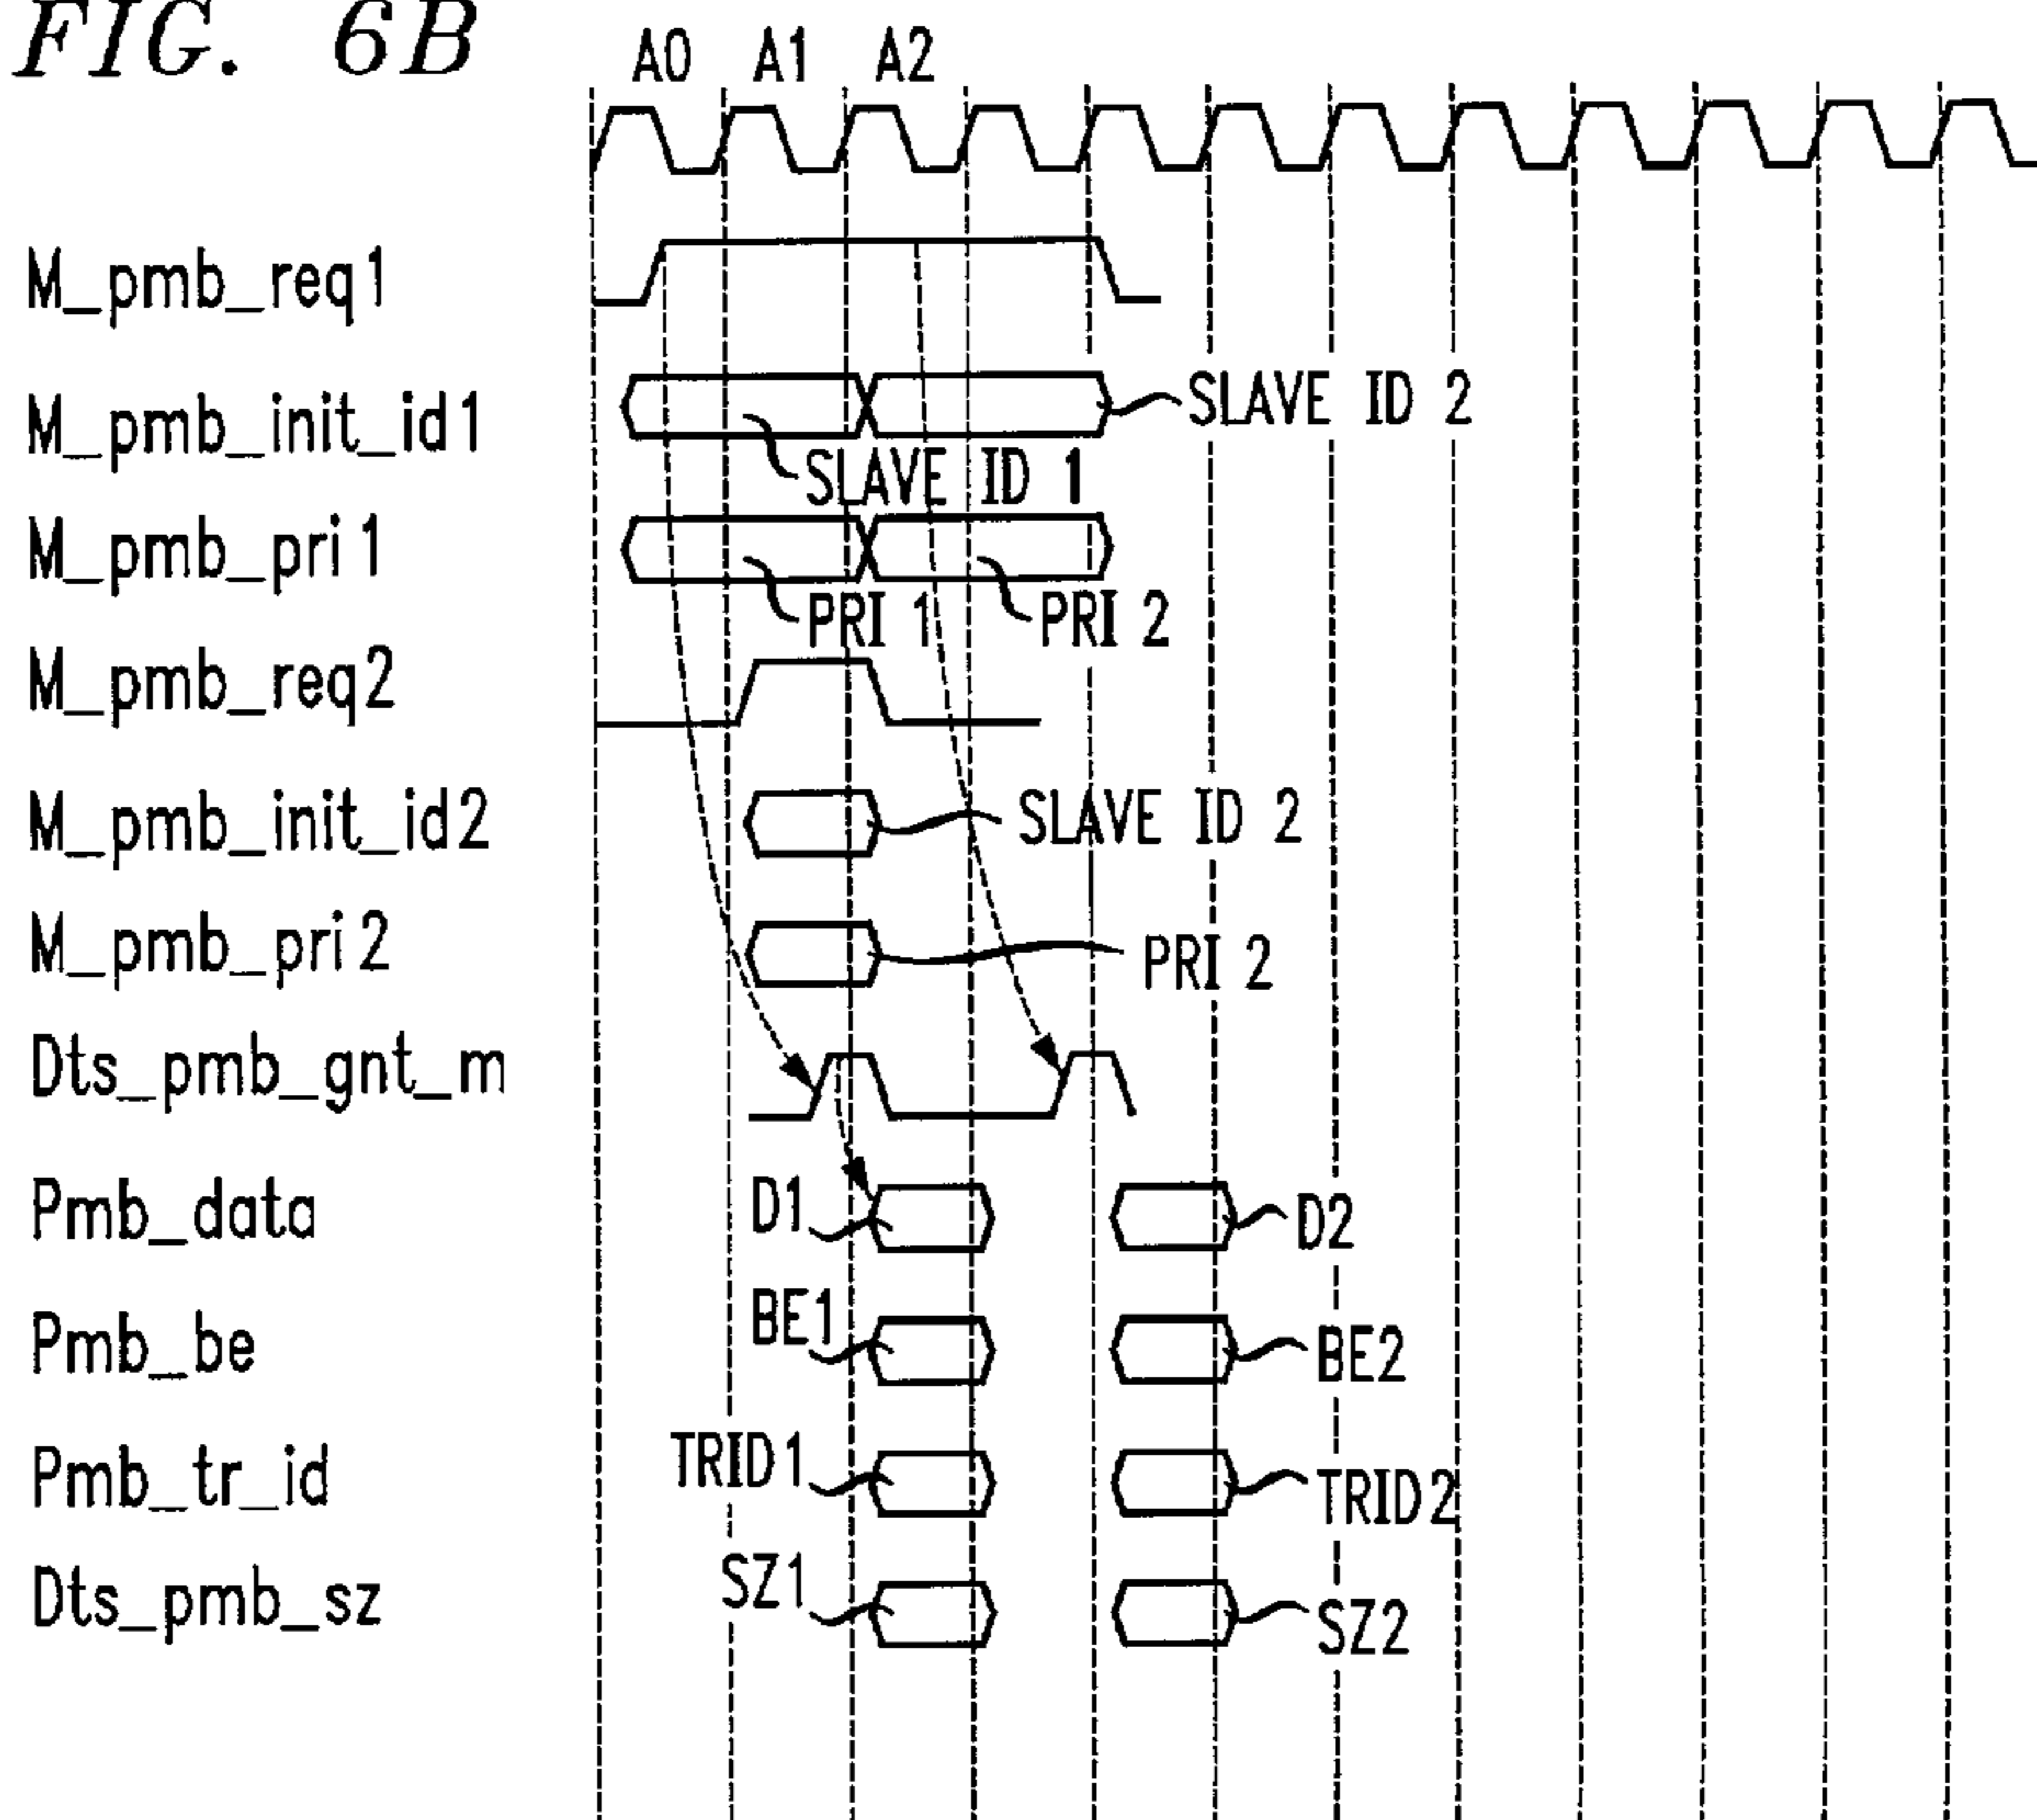 FIG. 6B
A0 A1 A2
M_pmb_req1
M_pmb_init_id1
SLAVE ID 2
SLAVE ID 1
M_pmb_pri1
PRI 1 PRI 2
M_pmb_req2
M_pmb_init_id2
SLAVE ID 2
M_pmb_pri2
PRI 2
Dts_pmb_gnt_m
Pmb_data
D1 D2
Pmb_be
BE1 BE2
Pmb_tr_id
TRID1 TRID2
Dts_pmb_sz
SZ1 SZ2